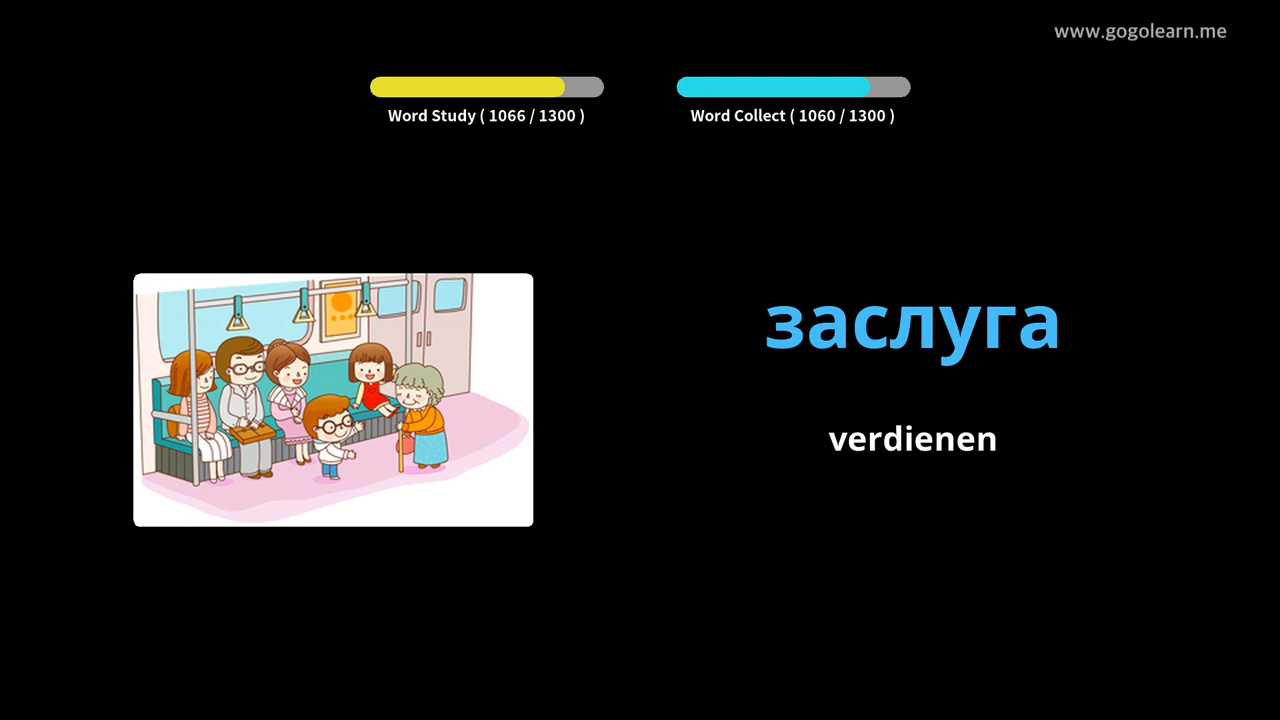 www.gogolearn.me
Word Study ( 1066 / 1300 )
Word Collect ( 1060 / 1300 )
заслуга
verdienen